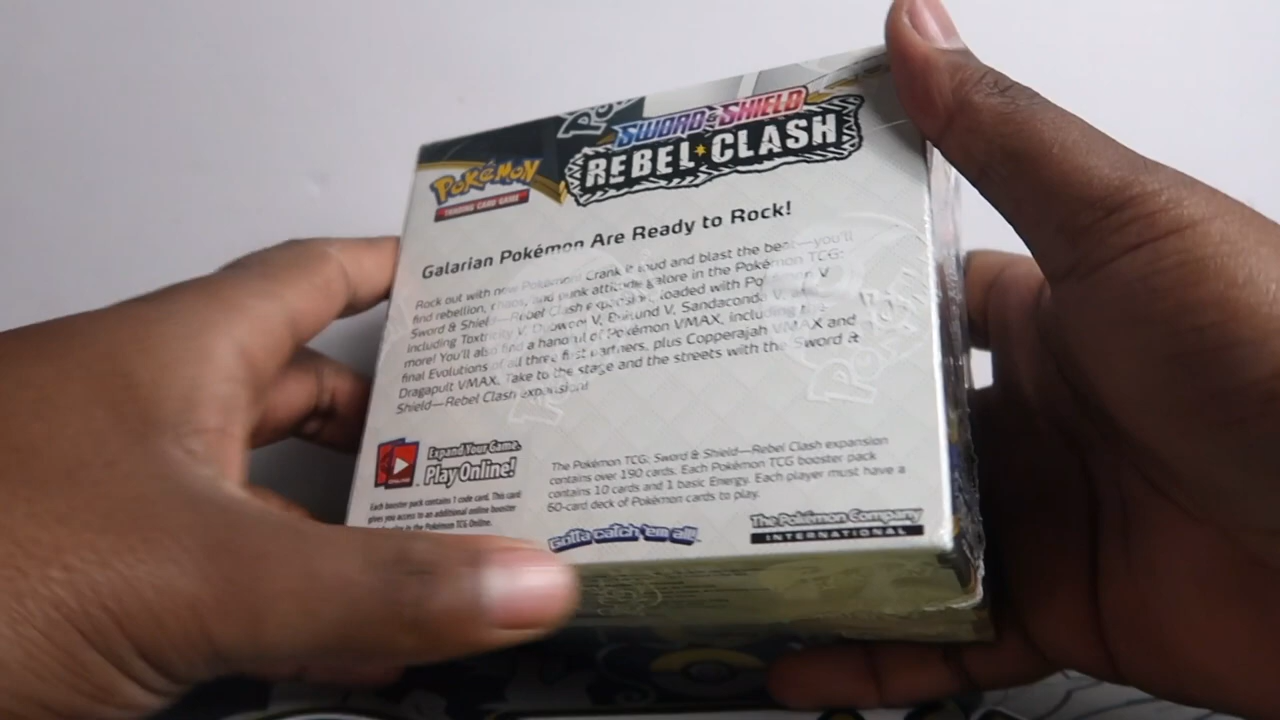 SWORD & SHIELD
REBEL CLASH
Pokémon
TRADING CARD GAME
Galarian Pokémon Are Ready to Rock!
Rock out with new Pokémon! Crank it loud and blast the beat—you'll
find rebellion, chaos, and punk attitude galore in the Pokémon TCG:
Sword & Shield—Rebel Clash expansion, loaded with Pokémon V
including Toxtricity V, Dubwool V, Boltund V, Sandaconda V, and
more! You'll also find a handful of Pokémon VMAX, including the
final Evolutions of all three first partners, plus Copperajah VMAX and
Dragapult VMAX. Take to the stage and the streets with the Sword &
Shield—Rebel Clash expansion!
Expand Your Game.
Play Online!
ONLINE
Each booster pack contains 1 code card. This card
gives you access to an additional online booster
in the Pokémon TCG Online.
The Pokémon TCG: Sword & Shield—Rebel Clash expansion
contains over 190 cards. Each Pokémon TCG booster pack
contains 10 cards and 1 basic Energy. Each player must have a
60-card deck of Pokémon cards to play.
Gotta catch 'em all!
The Pokémon Company
INTERNATIONAL